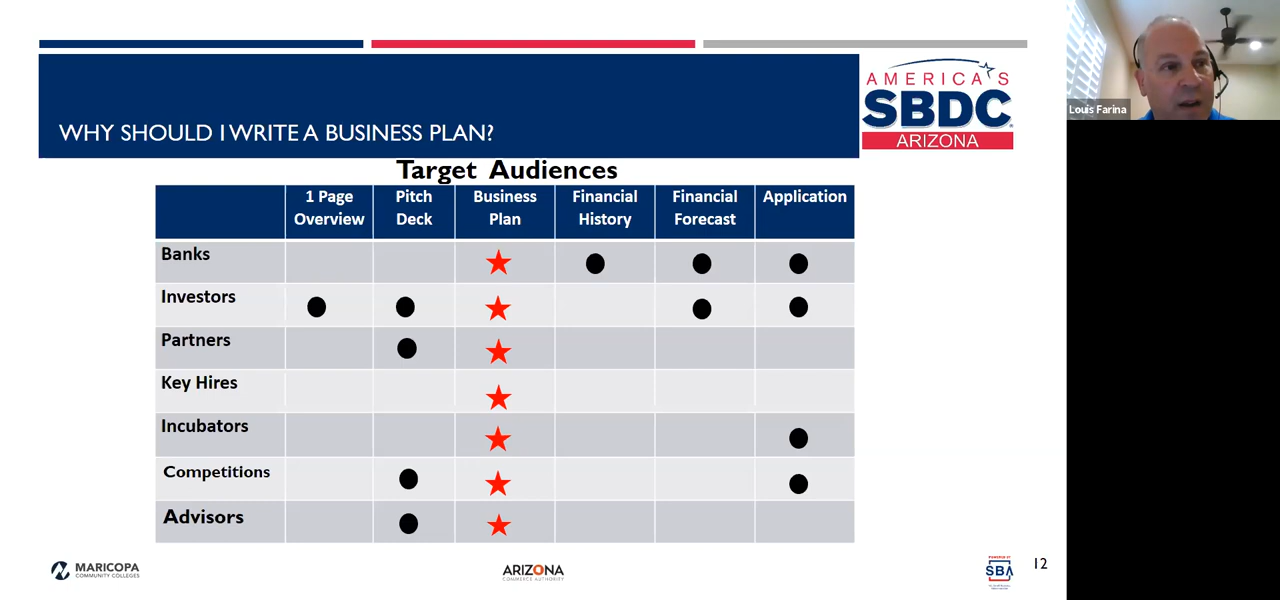 WHY SHOULD I WRITE A BUSINESS PLAN?
AMERICA'S
SBDC
ARIZONA
Louis Farina
Target Audiences
1 Page Overview
Pitch Deck
Business Plan
Financial History
Financial Forecast
Application
Banks
Investors
Partners
Key Hires
Incubators
Competitions
Advisors
MARICOPA
COMMUNITY COLLEGES
ARIZONA
COMMERCE AUTHORITY
POWERED BY
SBA
12